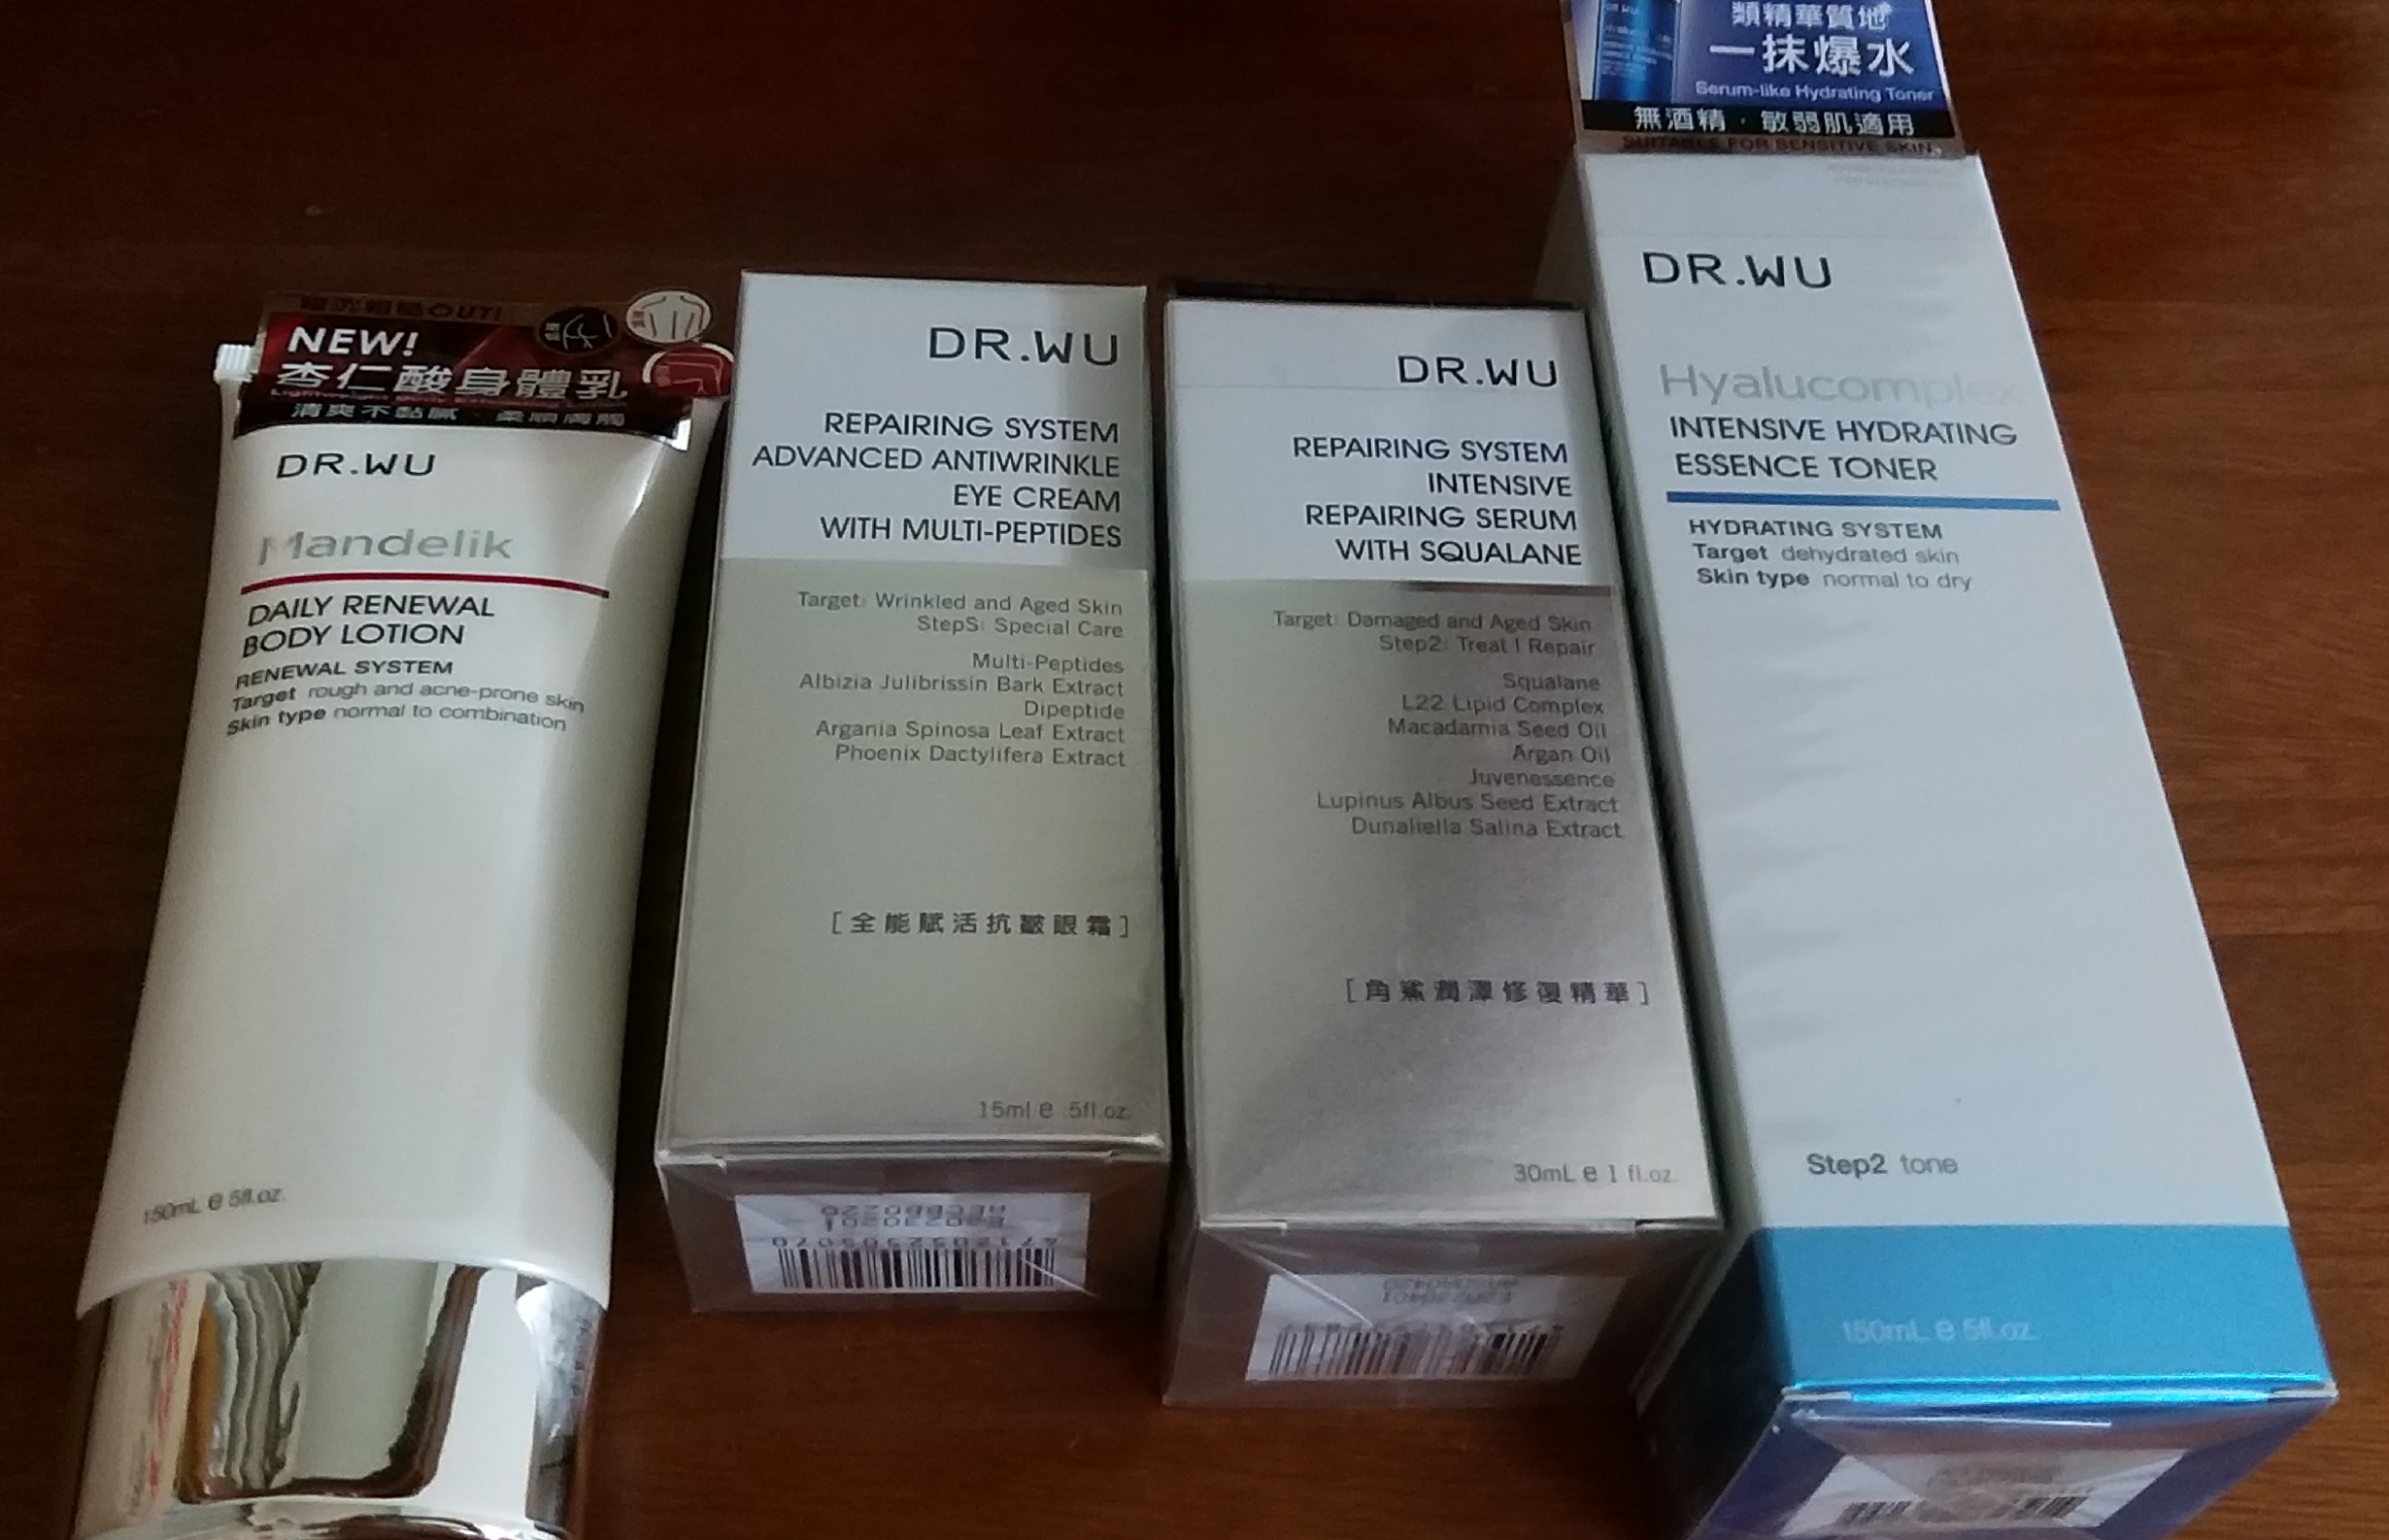 NEW!
杏仁酸身體乳
清爽不黏膩・柔順膚觸
DR.WU
Mandelik
DAILY RENEWAL
BODY LOTION
RENEWAL SYSTEM
Target rough and acne-prone skin
Skin type normal to combination
150mL e 5fl.oz.
DR.WU
REPAIRING SYSTEM
ADVANCED ANTIWRINKLE
EYE CREAM
WITH MULTI-PEPTIDES
Target: Wrinkled and Aged Skin
StepS: Special Care
Multi-Peptides
Albizia Julibrissin Bark Extract
Dipeptide
Argania Spinosa Leaf Extract
Phoenix Dactylifera Extract
[全能賦活抗皺眼霜]
15ml e .5fl.oz.
DR.WU
REPAIRING SYSTEM
INTENSIVE
REPAIRING SERUM
WITH SQUALANE
Target: Damaged and Aged Skin
Step2: Treat | Repair
Squalane
L22 Lipid Complex
Macadamia Seed Oil
Argan Oil
Juvenessence
Lupinus Albus Seed Extract
Dunaliella Salina Extract
[角鯊潤澤修復精華]
30mL e 1 fl.oz.
類精華質地
一抹爆水
Serum-like Hydrating Toner
無酒精・敏弱肌適用
SUITABLE FOR SENSITIVE SKIN
DR.WU
Hyalucomplex
INTENSIVE HYDRATING
ESSENCE TONER
HYDRATING SYSTEM
Target dehydrated skin
Skin type normal to dry
Step2 tone
150mL e 5fl.oz.